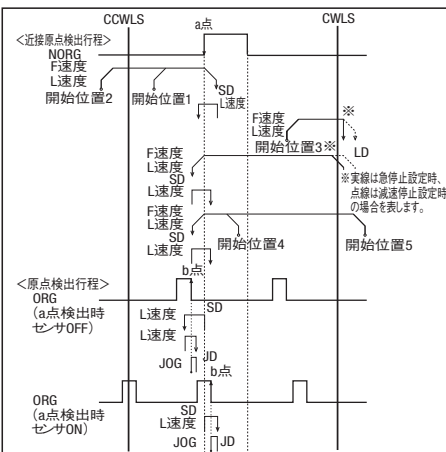 CCWLS
a点
CWLS
<近接原点検出行程>
NORG
F速度
L速度
SD
L速度
開始位置2
開始位置1
※
F速度
L速度
開始位置3※
LD
F速度
SD
L速度
※実線は急停止設定時、
点線は減速停止設定時
の場合を表します。
F速度
L速度
SD
L速度
開始位置4
開始位置5
b点
<原点検出行程>
ORG
(a点検出時
センサOFF)
SD
L速度
L速度
JD
JOG
b点
ORG
(a点検出時
センサON)
SD
L速度
JOG
JD